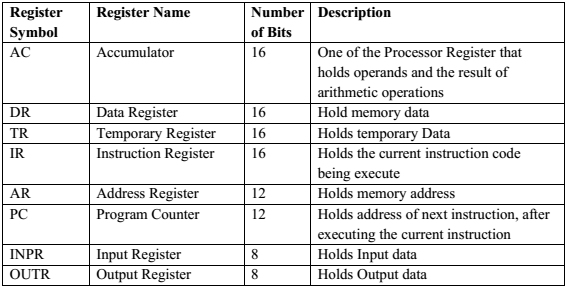 Register Symbol Register Name Number of Bits Description
AC Accumulator 16 One of the Processor Register that
holds operands and the result of
arithmetic operations
DR Data Register 16 Hold memory data
TR Temporary Register 16 Holds temporary Data
IR Instruction Register 16 Holds the current instruction code
being execute
AR Address Register 12 Holds memory address
PC Program Counter 12 Holds address of next instruction, after
executing the current instruction
INPR Input Register 8 Holds Input data
OUTR Output Register 8 Holds Output data